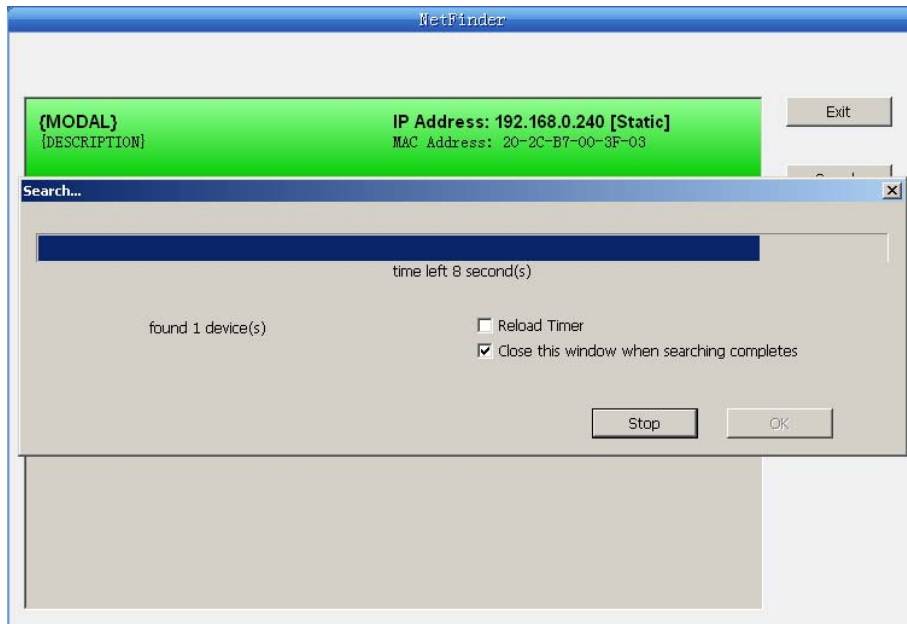 NetFinder
{MODAL}
IP Address: 192.168.0.240 [Static]
{DESCRIPTION}
MAC Address: 20-2C-B7-00-3F-03
Exit
Search...
time left 8 second(s)
found 1 device(s)
Reload Timer
Close this window when searching completes
Stop
OK